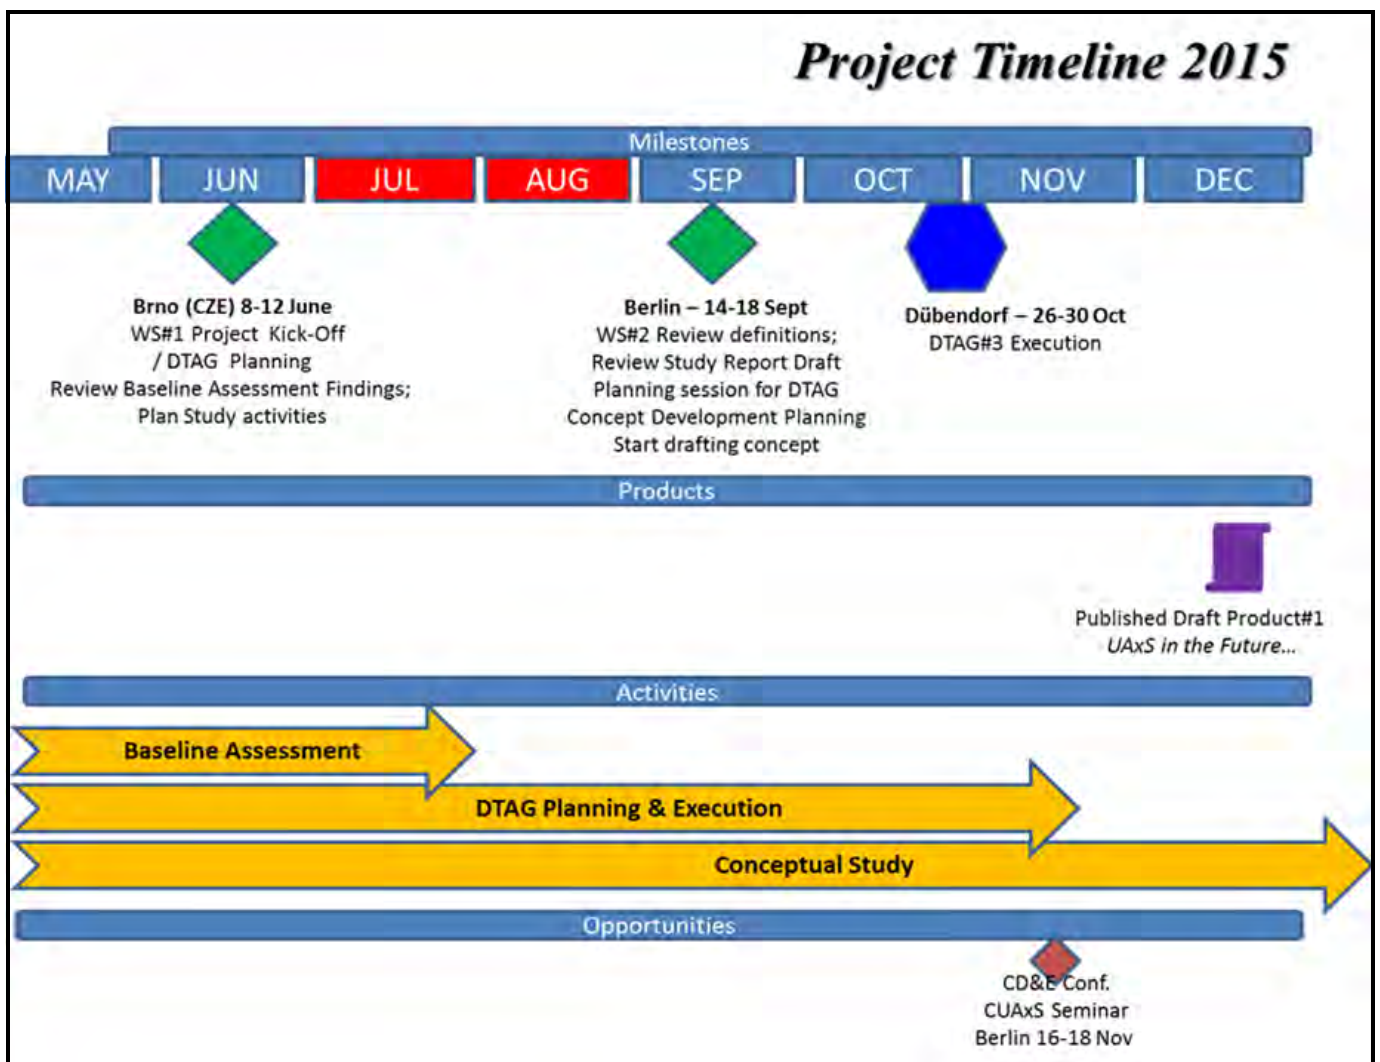 Project Timeline 2015
Milestones
MAY JUN JUL AUG SEP OCT NOV DEC
Brno (CZE) 8-12 June
WS#1 Project Kick-Off
/ DTAG Planning
Review Baseline Assessment Findings;
Plan Study activities
Berlin – 14-18 Sept
WS#2 Review definitions;
Review Study Report Draft
Planning session for DTAG
Concept Development Planning
Start drafting concept
Dübendorf – 26-30 Oct
DTAG#3 Execution
Products
Published Draft Product#1
UAxS in the Future...
Activities
Baseline Assessment
DTAG Planning & Execution
Conceptual Study
Opportunities
CD&E Conf.
CUAxS Seminar
Berlin 16-18 Nov